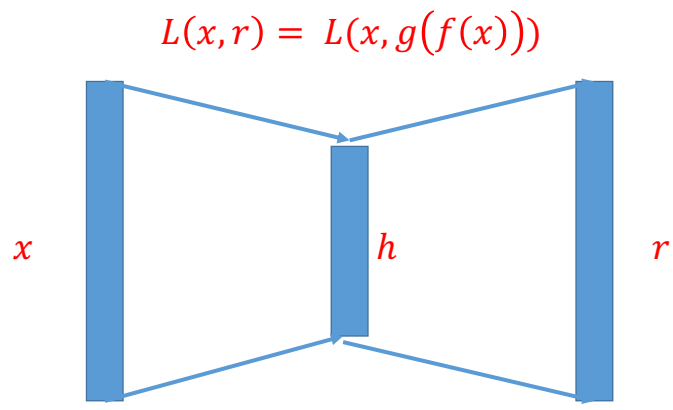 L(x, r) = L(x, g(f(x)))
x
h
r